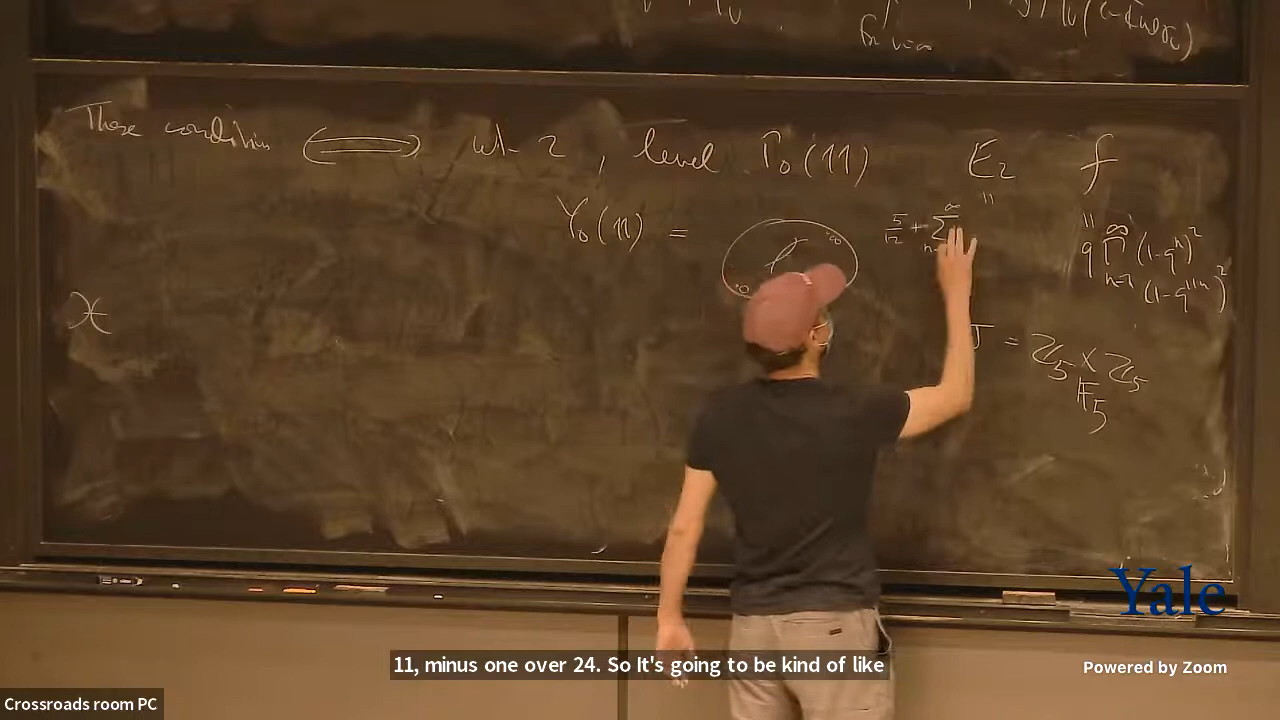 These condition ⟺ wt 2, level Γ₀(11) E₂ f
Y₀(11) =
∞
0
5/12 + ∑ ∞
q ∏ ∞ n=1 (1-qⁿ)² (1-q¹¹ⁿ)²
T = ℤ₅ × ℤ₅
𝔽₅
Yale
11, minus one over 24. So It's going to be kind of like
Powered by Zoom
Crossroads room PC